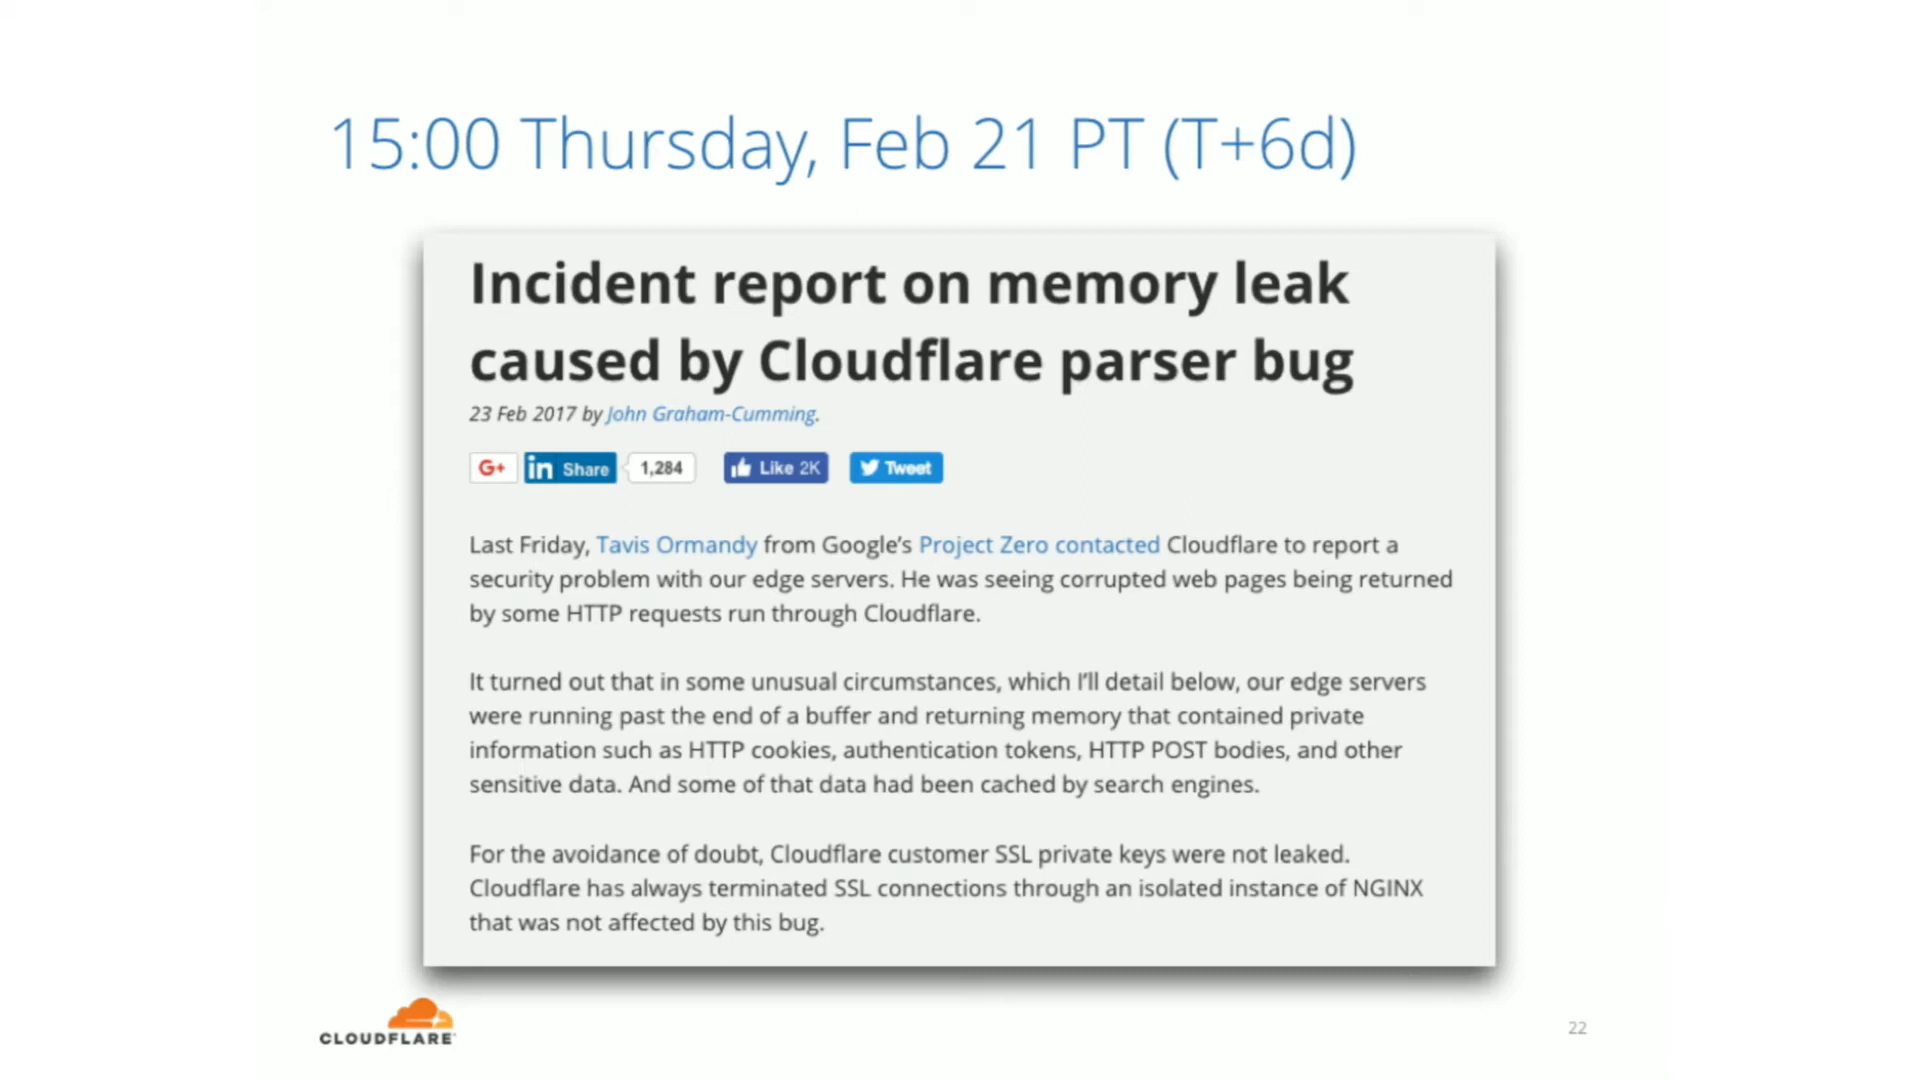 15:00 Thursday, Feb 21 PT (T+6d)
Incident report on memory leak
caused by Cloudflare parser bug
23 Feb 2017 by John Graham-Cumming.
G+ in Share 1,284 Like 2K Tweet
Last Friday, Tavis Ormandy from Google's Project Zero contacted Cloudflare to report a
security problem with our edge servers. He was seeing corrupted web pages being returned
by some HTTP requests run through Cloudflare.
It turned out that in some unusual circumstances, which I'll detail below, our edge servers
were running past the end of a buffer and returning memory that contained private
information such as HTTP cookies, authentication tokens, HTTP POST bodies, and other
sensitive data. And some of that data had been cached by search engines.
For the avoidance of doubt, Cloudflare customer SSL private keys were not leaked.
Cloudflare has always terminated SSL connections through an isolated instance of NGINX
that was not affected by this bug.
CLOUDFLARE
22